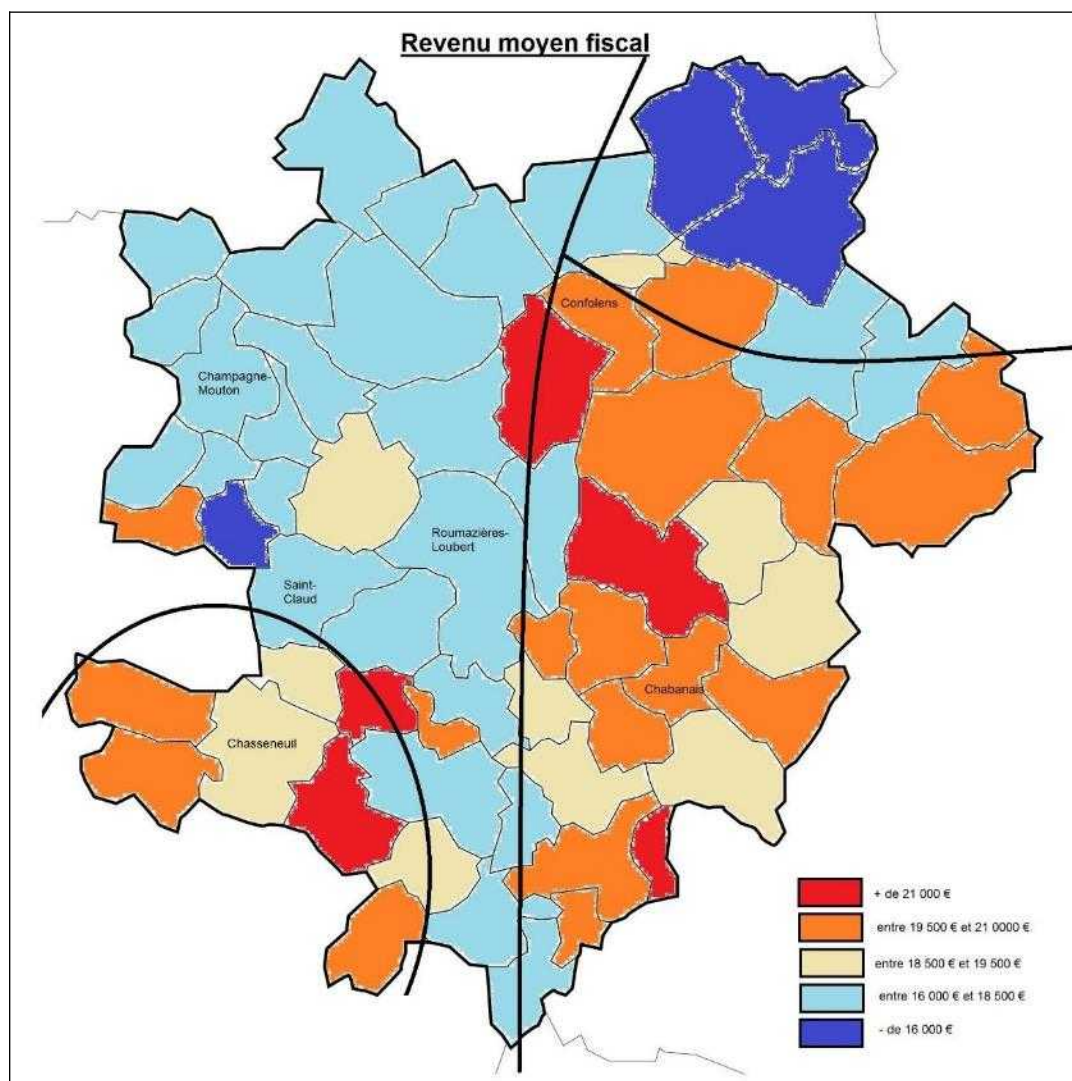 Revenu moyen fiscal
Confolens
Champagne-
Mouton
Roumazières-
Loubert
Saint-
Claud
Chabanais
Chasseneuil
+ de 21 000 €
entre 19 500 € et 21 0000 €
entre 18 500 € et 19 500 €
entre 16 000 € et 18 500 €
- de 16 000 €